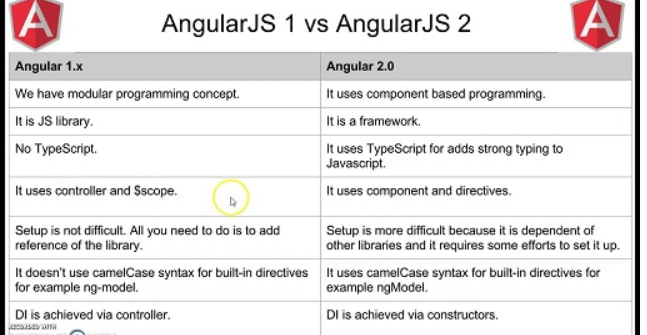 AngularJS 1 vs AngularJS 2
Angular 1.x
Angular 2.0
We have modular programming concept.
It uses component based programming.
It is JS library.
It is a framework.
No TypeScript.
It uses TypeScript for adds strong typing to
Javascript.
It uses controller and $scope.
It uses component and directives.
Setup is not difficult. All you need to do is to add
reference of the library.
Setup is more difficult because it is dependent of
other libraries and it requires some efforts to set it up.
It doesn't use camelCase syntax for built-in directives
for example ng-model.
It uses camelCase syntax for built-in directives for
example ngModel.
DI is achieved via controller.
DI is achieved via constructors.
RECORDED WITH